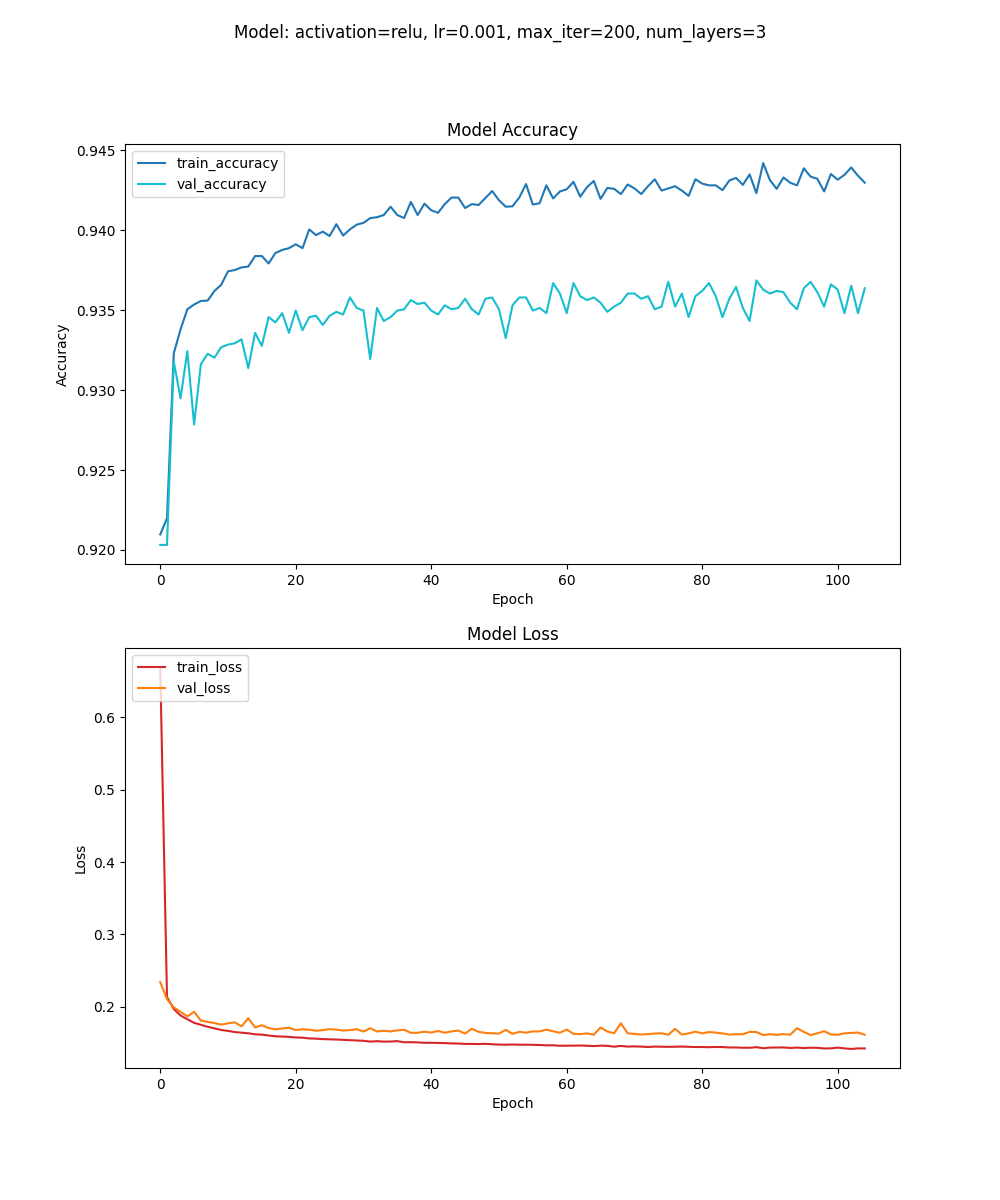 Model: activation=relu, lr=0.001, max_iter=200, num_layers=3
Model Accuracy
train_accuracy
val_accuracy
0.945
0.940
0.935
0.930
0.925
0.920
Accuracy
0 20 40 60 80 100
Epoch
Model Loss
train_loss
val_loss
0.6
0.5
0.4
0.3
0.2
Loss
0 20 40 60 80 100
Epoch